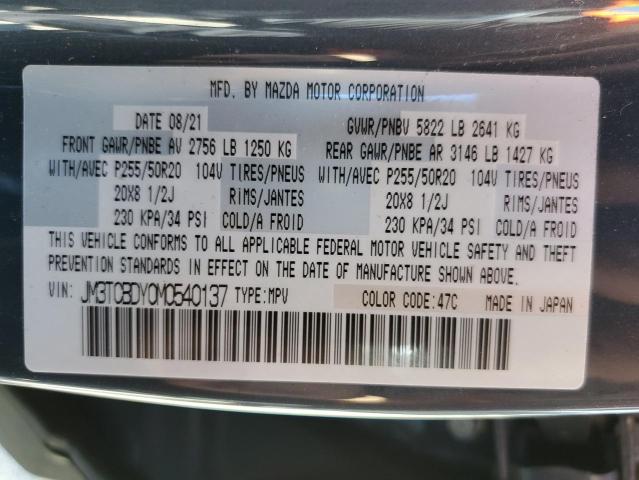 MFD. BY MAZDA MOTOR CORPORATION
DATE 08/21 GVWR/PNBV 5822 LB 2641 KG
FRONT GAWR/PNBE AV 2756 LB 1250 KG REAR GAWR/PNBE AR 3146 LB 1427 KG
WITH/AVEC P255/50R20 104V TIRES/PNEUS WITH/AVEC P255/50R20 104V TIRES/PNEUS
20X8 1/2J RIMS/JANTES 20X8 1/2J RIMS/JANTES
230 KPA/34 PSI COLD/A FROID 230 KPA/34 PSI COLD/A FROID
THIS VEHICLE CONFORMS TO ALL APPLICABLE FEDERAL MOTOR VEHICLE SAFETY AND THEFT
PREVENTION STANDARDS IN EFFECT ON THE DATE OF MANUFACTURE SHOWN ABOVE.
VIN: JM3TCBDY0M0540137 TYPE:MPV COLOR CODE:47C MADE IN JAPAN